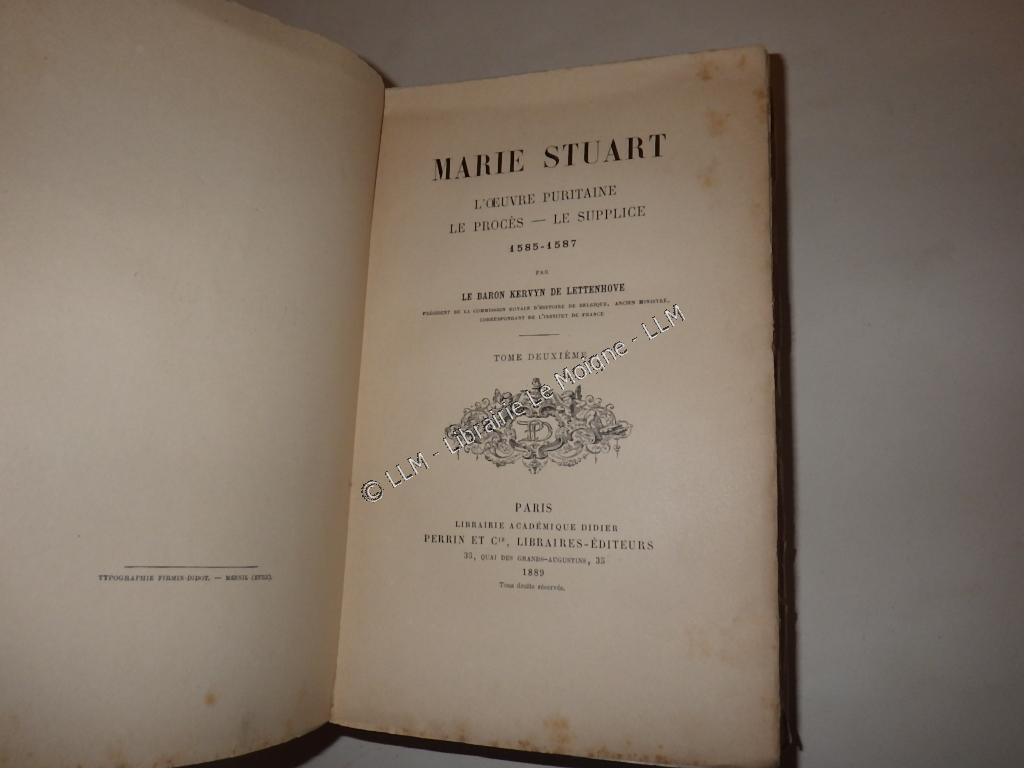 TYPOGRAPHIE FIRMIN-DIDOT. — MESNIL (EURE).
MARIE STUART
L'ŒUVRE PURITAINE
LE PROCÈS — LE SUPPLICE
1585-1587
PAR
LE BARON KERVYN DE LETTENHOVE
PRÉSIDENT DE LA COMMISSION ROYALE D'HISTOIRE DE BELGIQUE, ANCIEN MINISTRE,
CORRESPONDANT DE L'INSTITUT DE FRANCE
TOME DEUXIÈME
PARIS
LIBRAIRIE ACADÉMIQUE DIDIER
PERRIN ET Cie, LIBRAIRES-ÉDITEURS
35, QUAI DES GRANDS-AUGUSTINS, 35
1889
Tous droits réservés.
© LLM - Librairie Le Moigne - LLM